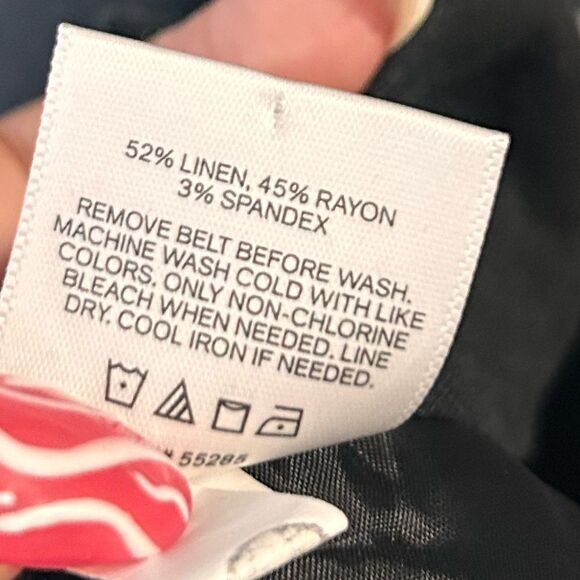 52% LINEN, 45% RAYON
3% SPANDEX
REMOVE BELT BEFORE WASH.
MACHINE WASH COLD WITH LIKE
COLORS. ONLY NON-CHLORINE
BLEACH WHEN NEEDED. LINE
DRY. COOL IRON IF NEEDED.
# 55285